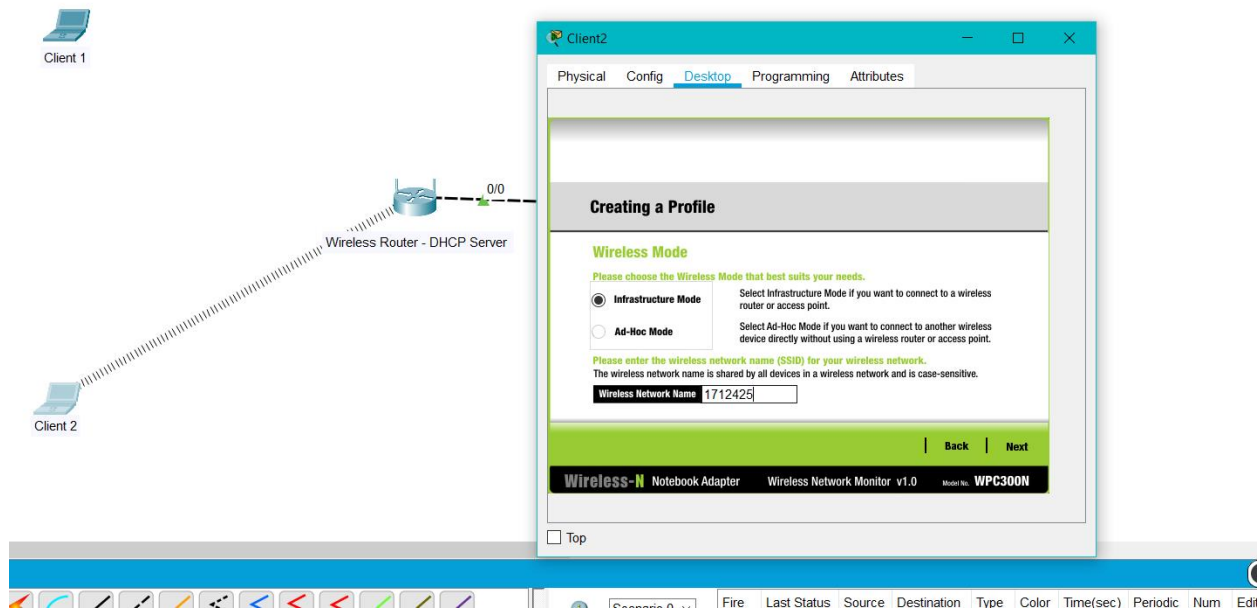 Client 1
0/0
Wireless Router - DHCP Server
Client 2
Client2
Physical Config Desktop Programming Attributes
Creating a Profile
Wireless Mode
Please choose the Wireless Mode that best suits your needs.
Infrastructure Mode
Select Infrastructure Mode if you want to connect to a wireless
router or access point.
Ad-Hoc Mode
Select Ad-Hoc Mode if you want to connect to another wireless
device directly without using a wireless router or access point.
Please enter the wireless network name (SSID) for your wireless network.
The wireless network name is shared by all devices in a wireless network and is case-sensitive.
Wireless Network Name 1712425
Back Next
Wireless-N Notebook Adapter Wireless Network Monitor v1.0 Model No. WPC300N
Top
Scenario 0 Fire Last Status Source Destination Type Color Time(sec) Periodic Num Edit